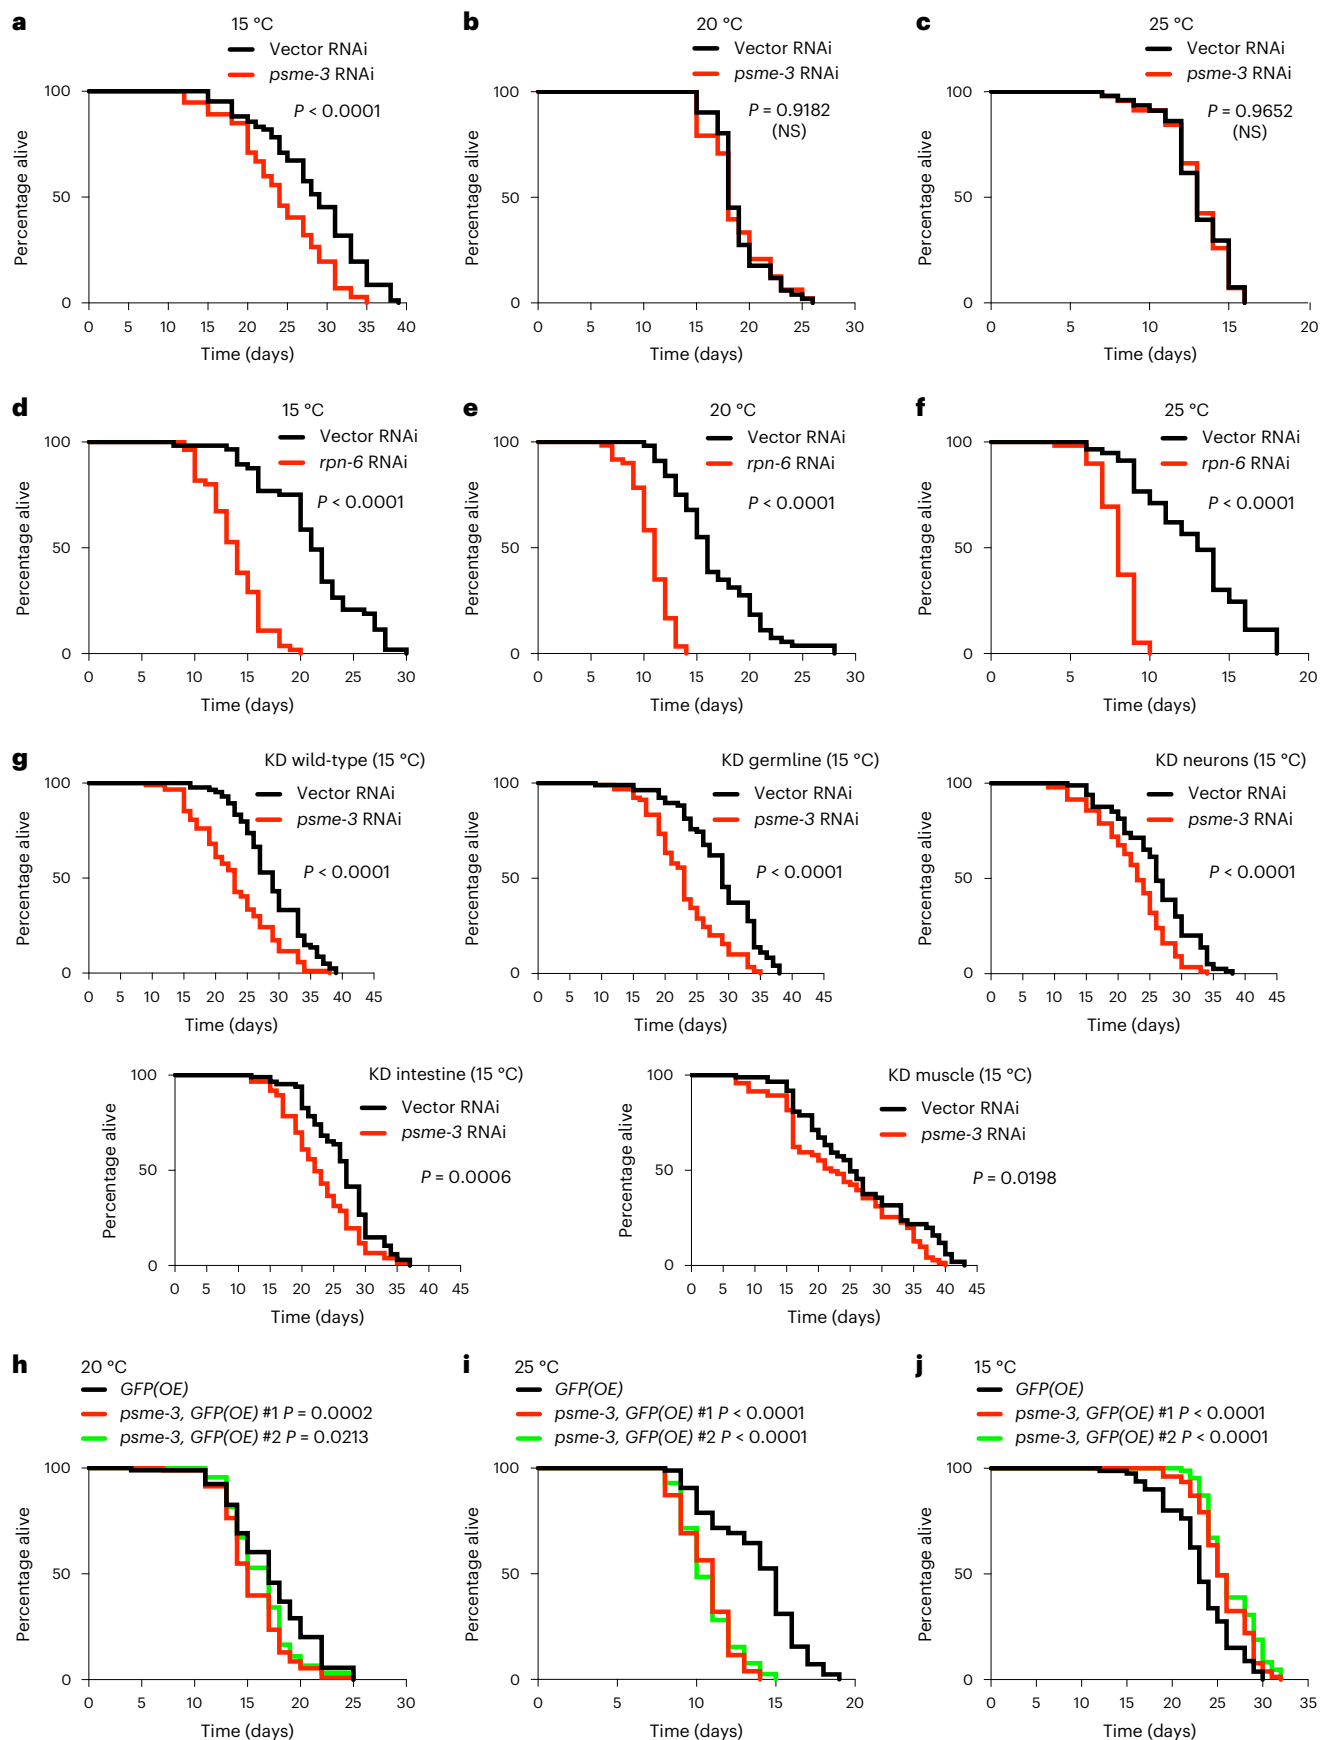 a
15 °C
Vector RNAi
psme-3 RNAi
P < 0.0001
Percentage alive
100
50
0
0 5 10 15 20 25 30 35 40
Time (days)
b
20 °C
Vector RNAi
psme-3 RNAi
P = 0.9182
(NS)
Percentage alive
100
50
0
0 5 10 15 20 25 30
Time (days)
c
25 °C
Vector RNAi
psme-3 RNAi
P = 0.9652
(NS)
Percentage alive
100
50
0
0 5 10 15 20
Time (days)
d
15 °C
Vector RNAi
rpn-6 RNAi
P < 0.0001
Percentage alive
100
50
0
0 5 10 15 20 25 30
Time (days)
e
20 °C
Vector RNAi
rpn-6 RNAi
P < 0.0001
Percentage alive
100
50
0
0 5 10 15 20 25 30
Time (days)
f
25 °C
Vector RNAi
rpn-6 RNAi
P < 0.0001
Percentage alive
100
50
0
0 5 10 15 20
Time (days)
g
KD wild-type (15 °C)
Vector RNAi
psme-3 RNAi
P < 0.0001
Percentage alive
100
50
0
0 5 10 15 20 25 30 35 40 45
Time (days)
KD germline (15 °C)
Vector RNAi
psme-3 RNAi
P < 0.0001
Percentage alive
100
50
0
0 5 10 15 20 25 30 35 40 45
Time (days)
KD neurons (15 °C)
Vector RNAi
psme-3 RNAi
P < 0.0001
Percentage alive
100
50
0
0 5 10 15 20 25 30 35 40 45
Time (days)
KD intestine (15 °C)
Vector RNAi
psme-3 RNAi
P = 0.0006
Percentage alive
100
50
0
0 5 10 15 20 25 30 35 40 45
Time (days)
KD muscle (15 °C)
Vector RNAi
psme-3 RNAi
P = 0.0198
Percentage alive
100
50
0
0 5 10 15 20 25 30 35 40 45
Time (days)
h
20 °C
GFP(OE)
psme-3, GFP(OE) #1 P = 0.0002
psme-3, GFP(OE) #2 P = 0.0213
Percentage alive
100
50
0
0 5 10 15 20 25 30
Time (days)
i
25 °C
GFP(OE)
psme-3, GFP(OE) #1 P < 0.0001
psme-3, GFP(OE) #2 P < 0.0001
Percentage alive
100
50
0
0 5 10 15 20
Time (days)
j
15 °C
GFP(OE)
psme-3, GFP(OE) #1 P < 0.0001
psme-3, GFP(OE) #2 P < 0.0001
Percentage alive
100
50
0
0 5 10 15 20 25 30 35
Time (days)